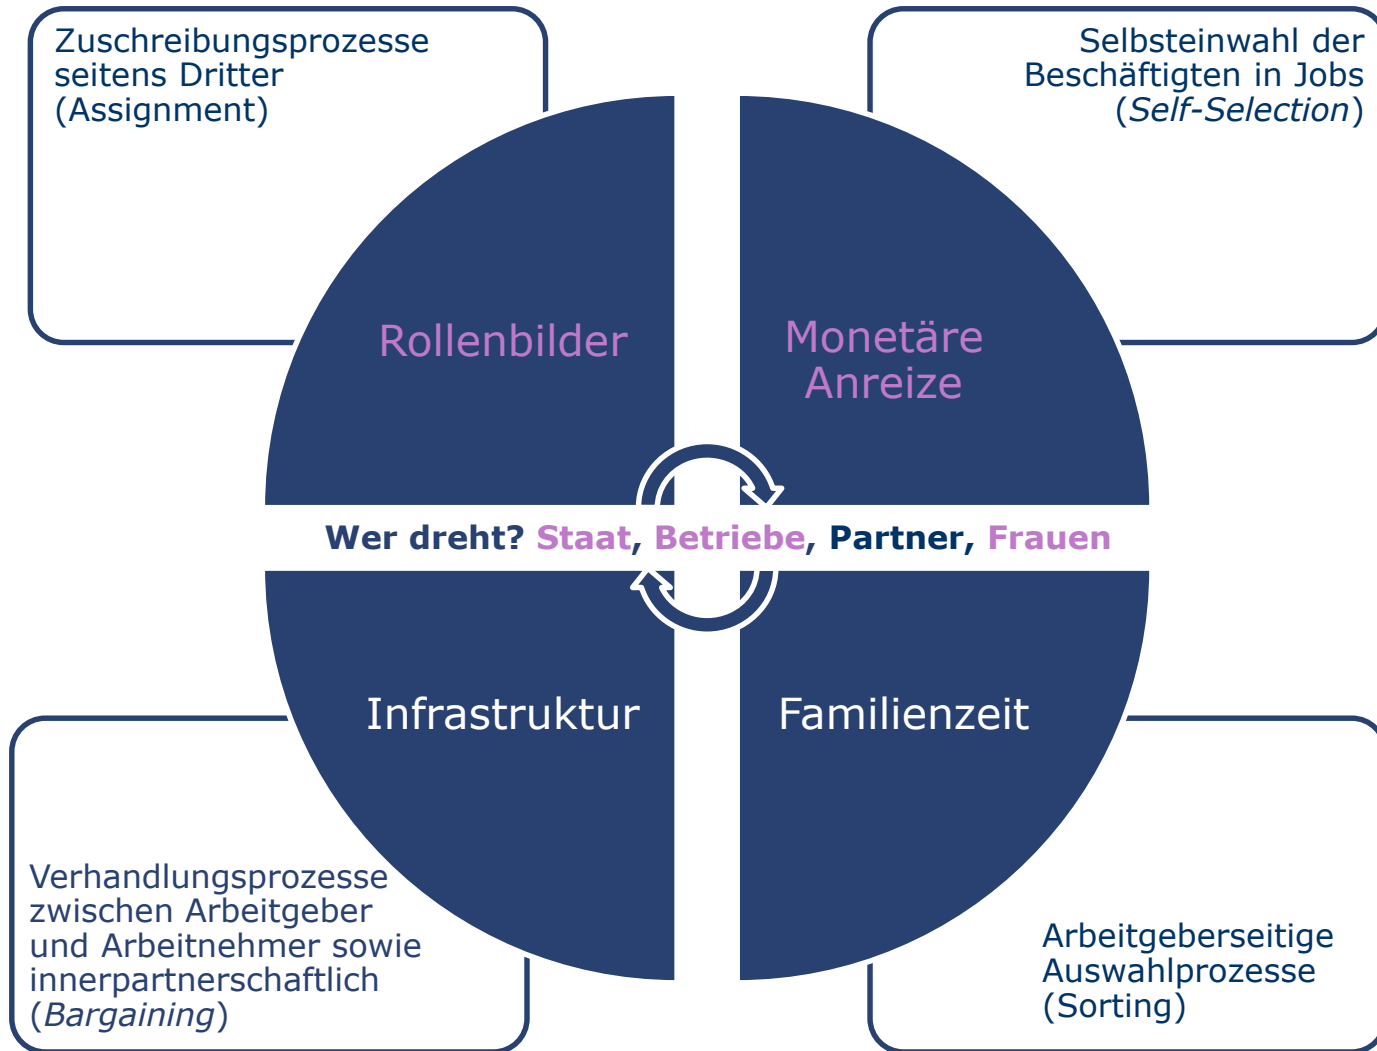 Zuschreibungsprozesse
seitens Dritter
(Assignment)
Selbsteinwahl der
Beschäftigten in Jobs
(Self-Selection)
Rollenbilder
Monetäre
Anreize
Wer dreht? Staat, Betriebe, Partner, Frauen
Infrastruktur
Familienzeit
Verhandlungsprozesse
zwischen Arbeitgeber
und Arbeitnehmer sowie
innerpartnerschaftlich
(Bargaining)
Arbeitgeberseitige
Auswahlprozesse
(Sorting)